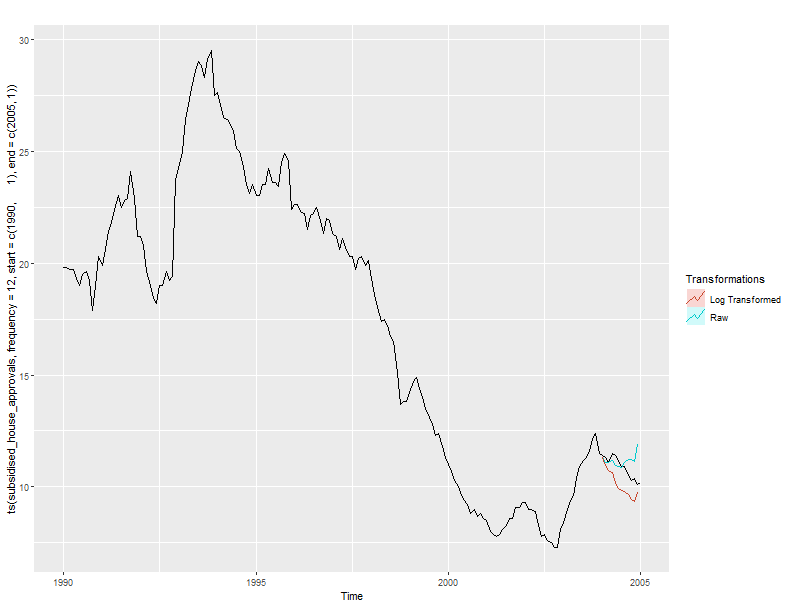 30
25
20
15
10
ts(subsidised_house_approvals, frequency = 12, start = c(1990, 1), end = c(2005, 1))
1990
1995
2000
2005
Time
Transformations
Log Transformed
Raw